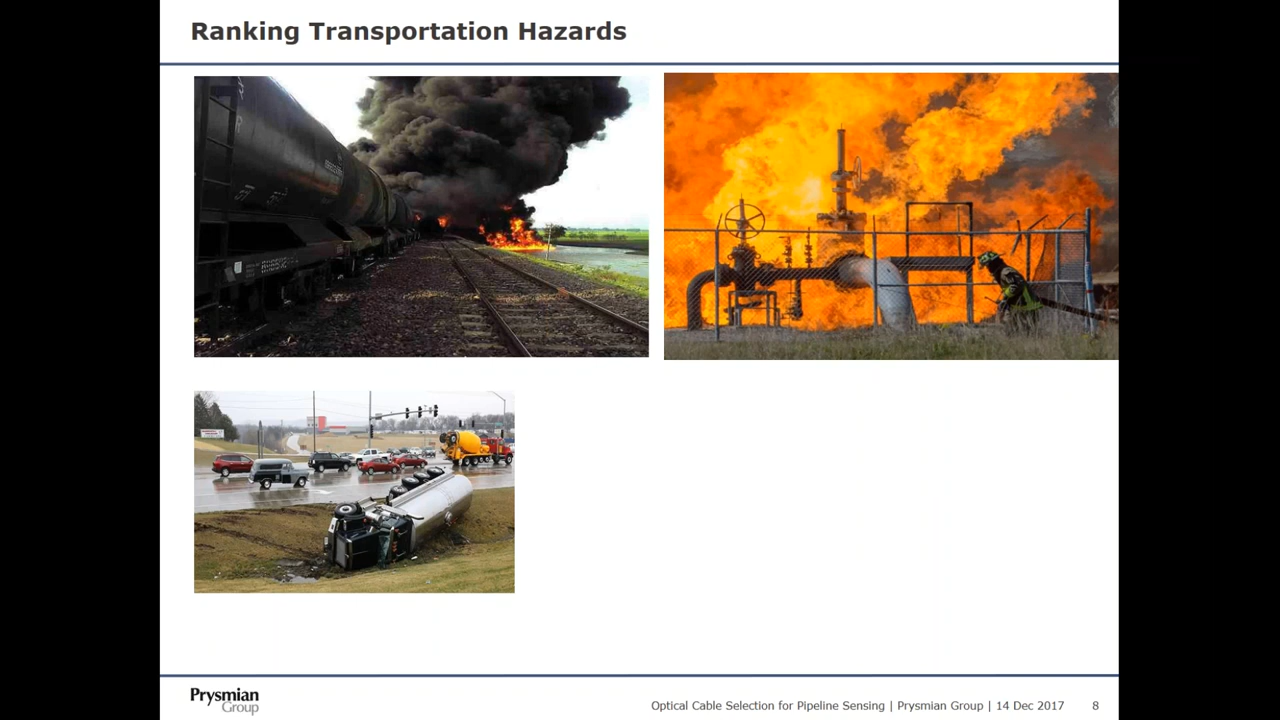 Ranking Transportation Hazards
Prysmian
Group
Optical Cable Selection for Pipeline Sensing | Prysmian Group | 14 Dec 2017 8